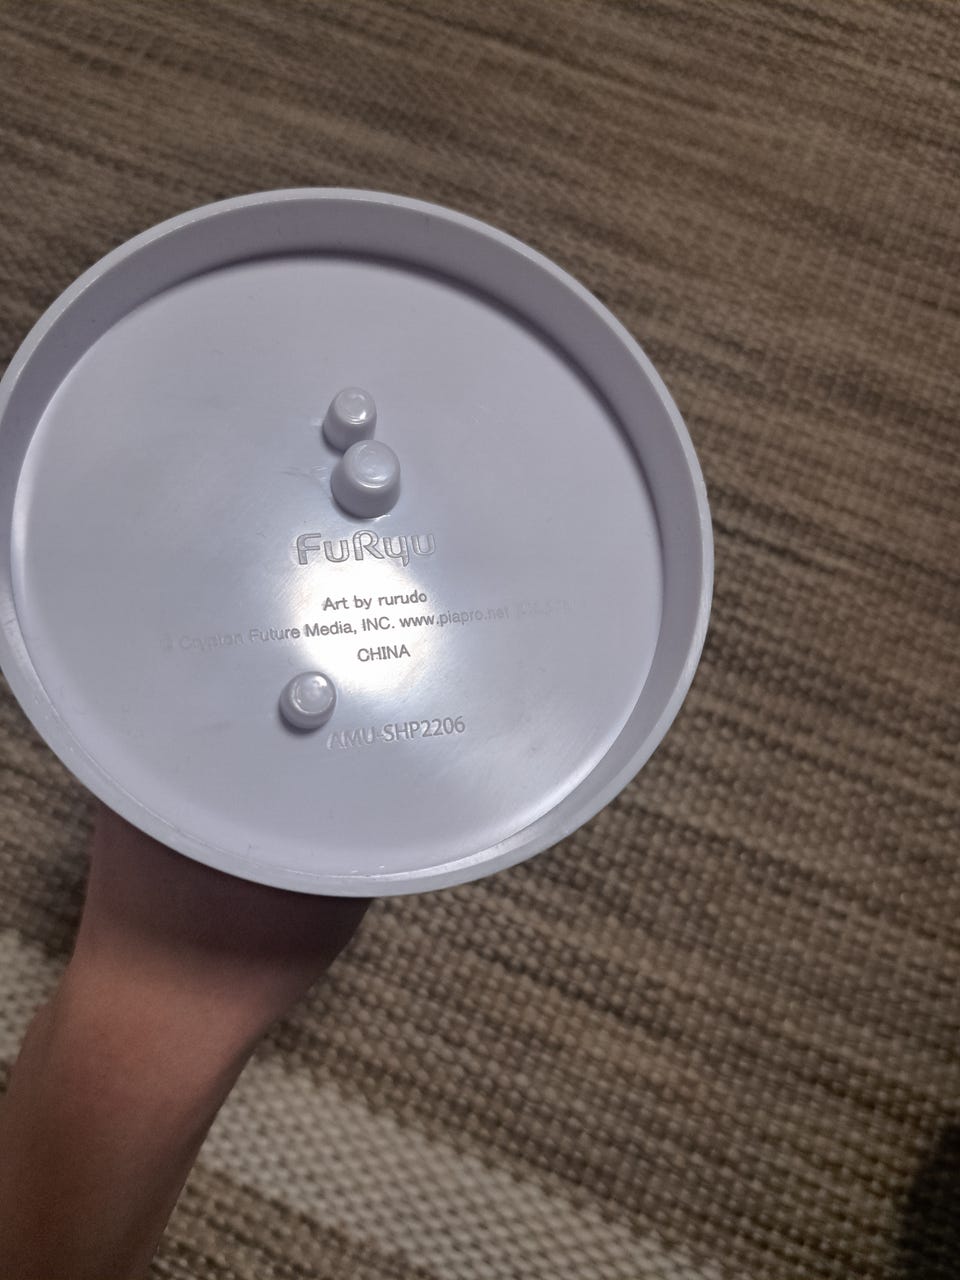 FuRyu
Art by rurudo
© Crypton Future Media, INC. www.piapro.net
CHINA
AMU-SHP2206